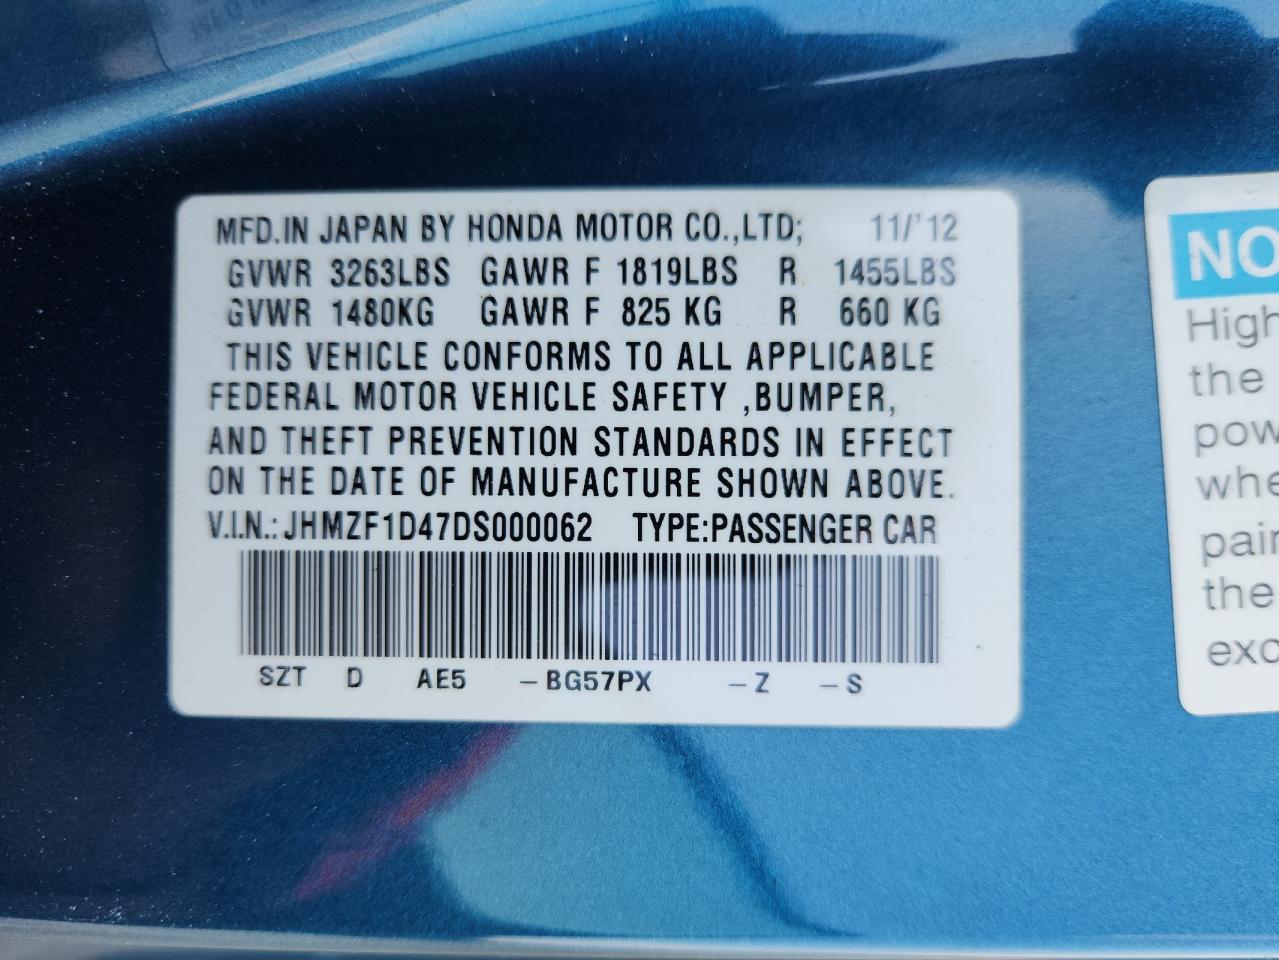 MFD.IN JAPAN BY HONDA MOTOR CO.,LTD; 11/'12
GVWR 3263LBS GAWR F 1819LBS R 1455LBS
GVWR 1480KG GAWR F 825 KG R 660 KG
THIS VEHICLE CONFORMS TO ALL APPLICABLE
FEDERAL MOTOR VEHICLE SAFETY ,BUMPER,
AND THEFT PREVENTION STANDARDS IN EFFECT
ON THE DATE OF MANUFACTURE SHOWN ABOVE.
V.I.N.: JHMZF1D47DS000062 TYPE:PASSENGER CAR
SZT D AE5 – BG57PX – Z – S
NO
High
the
pow
whe
pain
the
exc